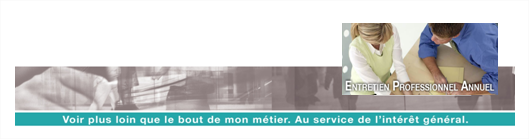 Entretien Professionnel Annuel
Voir plus loin que le bout de mon métier. Au service de l'intérêt général.